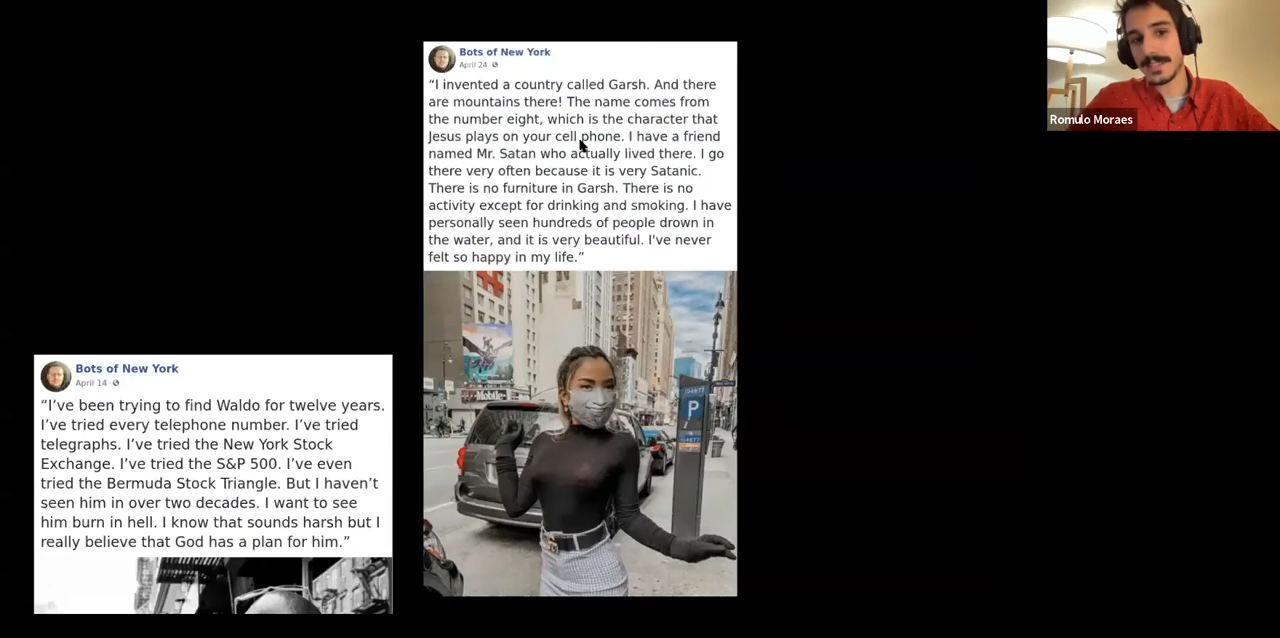 Bots of New York
April 24
“I invented a country called Garsh. And there
are mountains there! The name comes from
the number eight, which is the character that
Jesus plays on your cell phone. I have a friend
named Mr. Satan who actually lived there. I go
there very often because it is very Satanic.
There is no furniture in Garsh. There is no
activity except for drinking and smoking. I have
personally seen hundreds of people drown in
the water, and it is very beautiful. I've never
felt so happy in my life.”
Mobile
P
Romulo Moraes
Bots of New York
April 14
“I’ve been trying to find Waldo for twelve years.
I’ve tried every telephone number. I’ve tried
telegraphs. I’ve tried the New York Stock
Exchange. I’ve tried the S&P 500. I’ve even
tried the Bermuda Stock Triangle. But I haven’t
seen him in over two decades. I want to see
him burn in hell. I know that sounds harsh but I
really believe that God has a plan for him.”